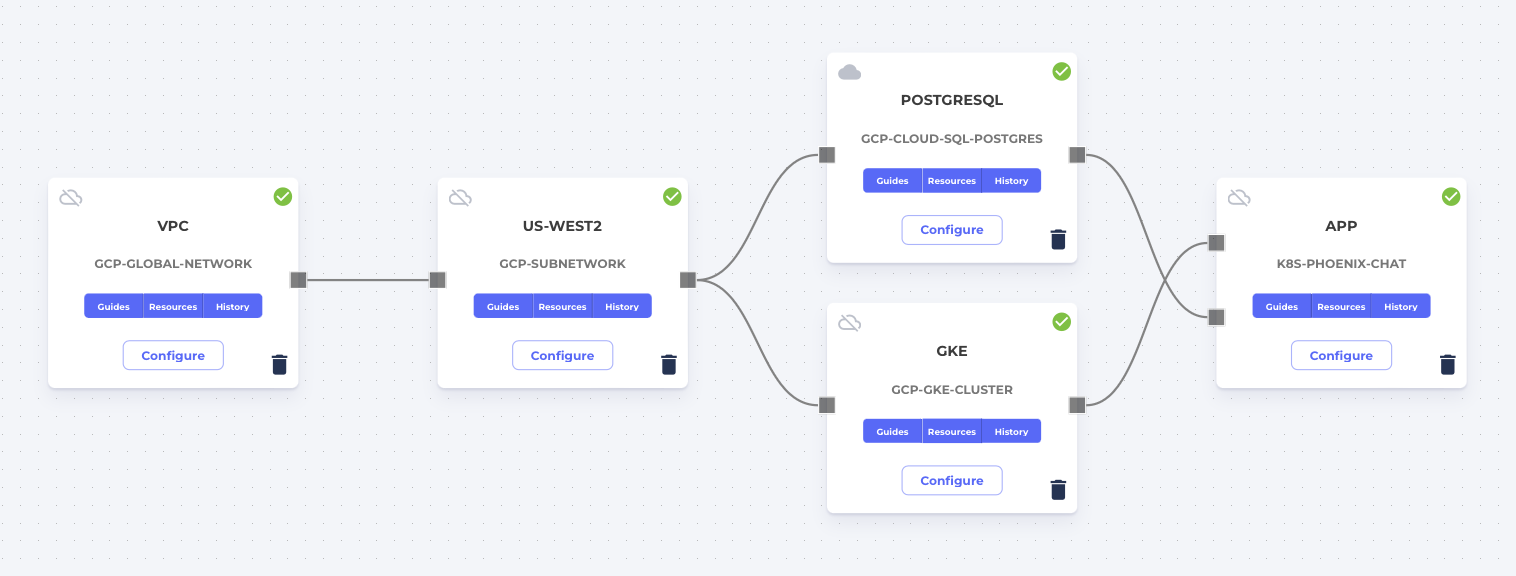 VPC
GCP-GLOBAL-NETWORK
Guides Resources History
Configure
US-WEST2
GCP-SUBNETWORK
Guides Resources History
Configure
POSTGRESQL
GCP-CLOUD-SQL-POSTGRES
Guides Resources History
Configure
GKE
GCP-GKE-CLUSTER
Guides Resources History
Configure
APP
K8S-PHOENIX-CHAT
Guides Resources History
Configure